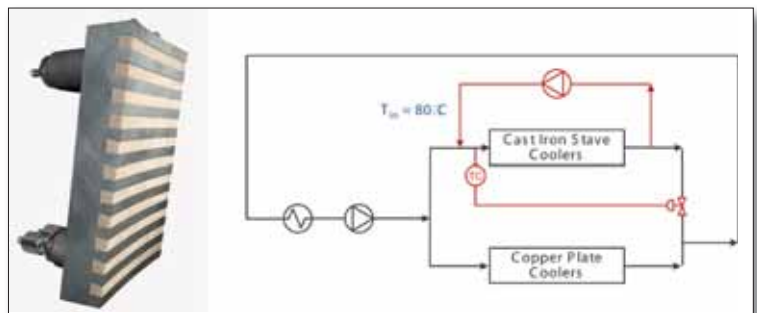 T_in = 80°C
Cast Iron Stave
Coolers
TC
Copper Plate
Coolers